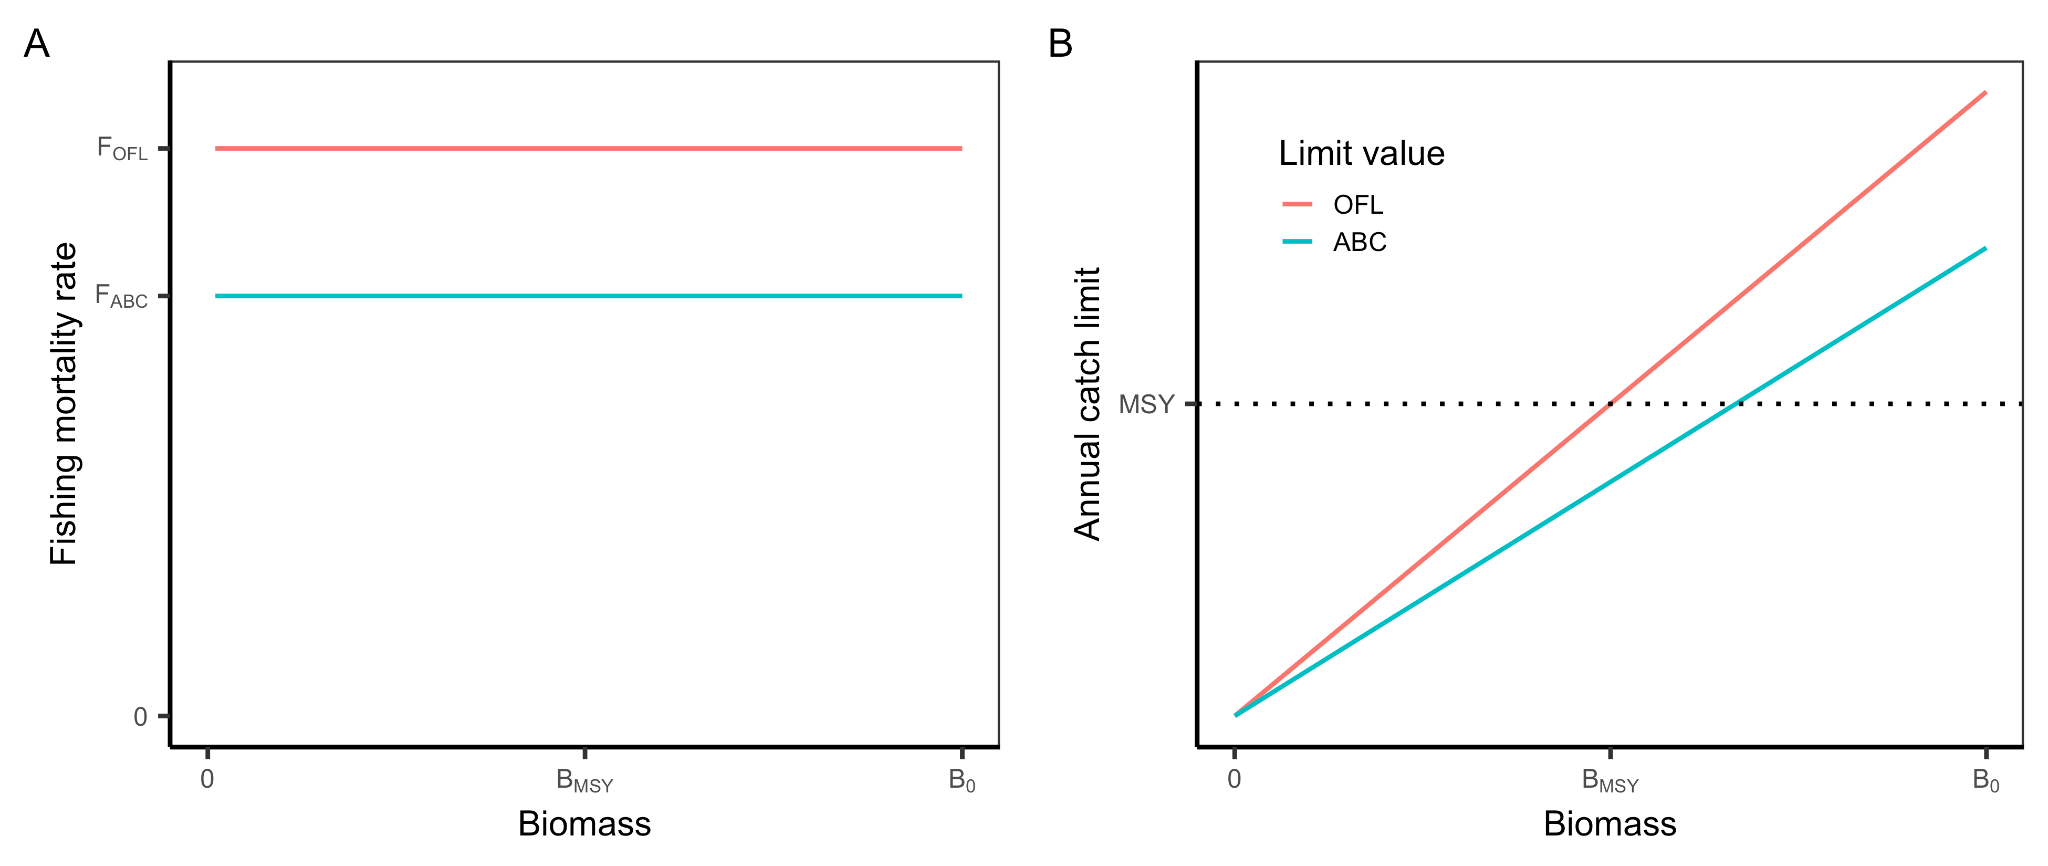 A
Fishing mortality rate
F_OFL
F_ABC
0
0
B_MSY
B_0
Biomass
B
Annual catch limit
Limit value
OFL
ABC
MSY
0
B_MSY
B_0
Biomass